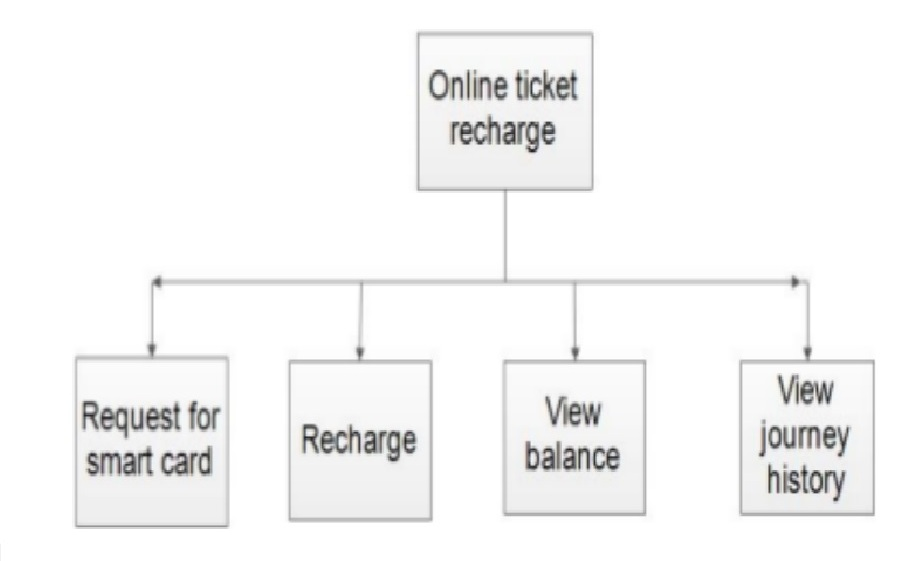 Online ticket
recharge
Request for
smart card
Recharge
View
balance
View
journey
history